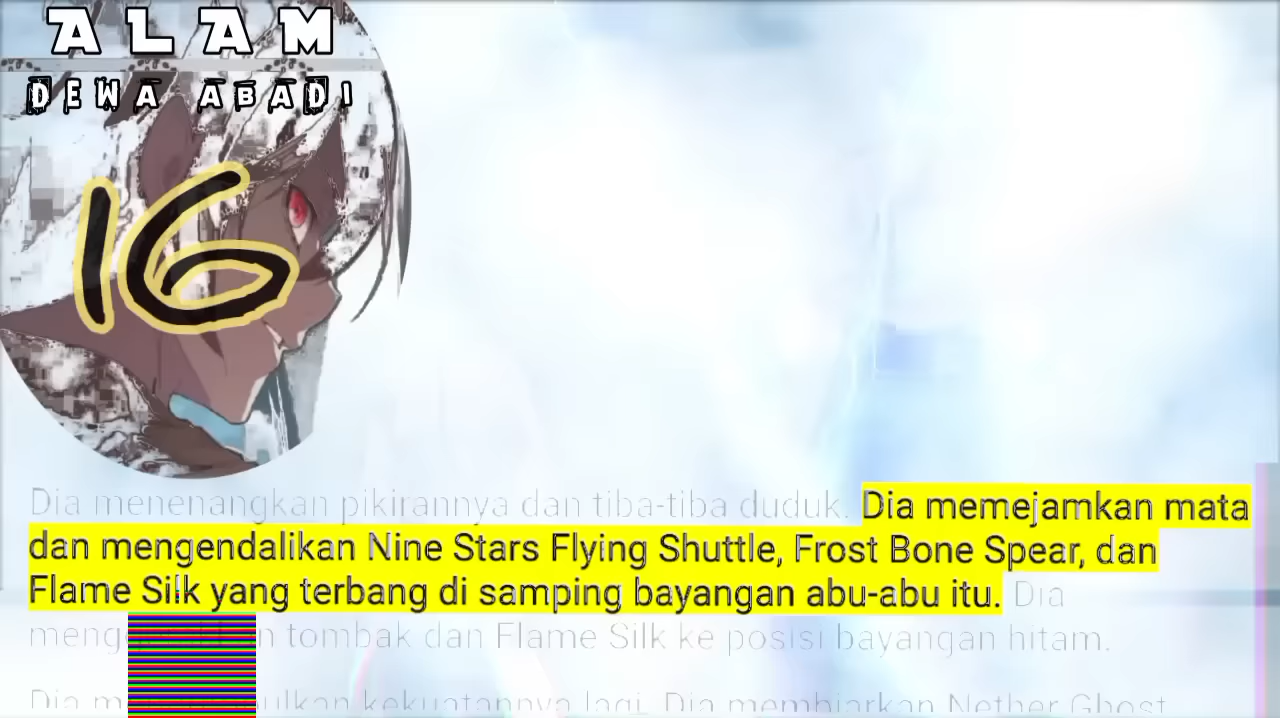 ALAM
DEWA ABADI
16
Dia menenangkan pikirannya dan tiba-tiba duduk. Dia memejamkan mata
dan mengendalikan Nine Stars Flying Shuttle, Frost Bone Spear, dan
Flame Silk yang terbang di samping bayangan abu-abu itu. Dia
tombak dan Flame Silk ke posisi bayangan hitam.
Dia kekuatannya lagi. Dia membiarkan Nether Ghost